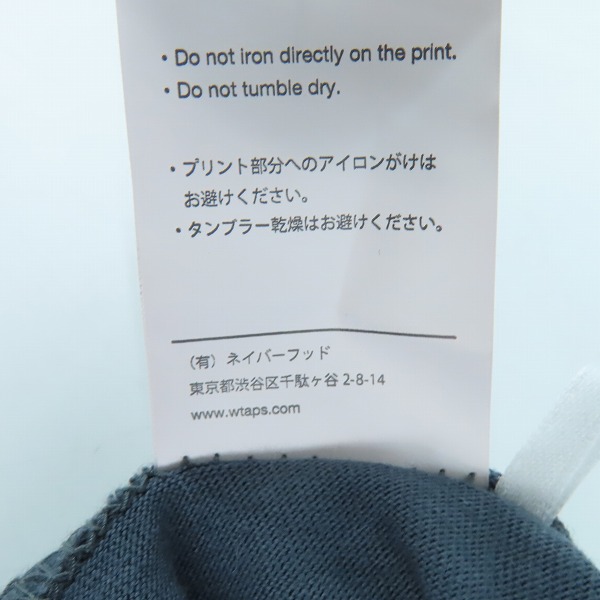 ・Do not iron directly on the print.
・Do not tumble dry.
・プリント部分へのアイロンがけは
お避けください。
・タンブラー乾燥はお避けください。
(有) ネイバーフッド
東京都渋谷区千駄ヶ谷 2-8-14
www.wtaps.com